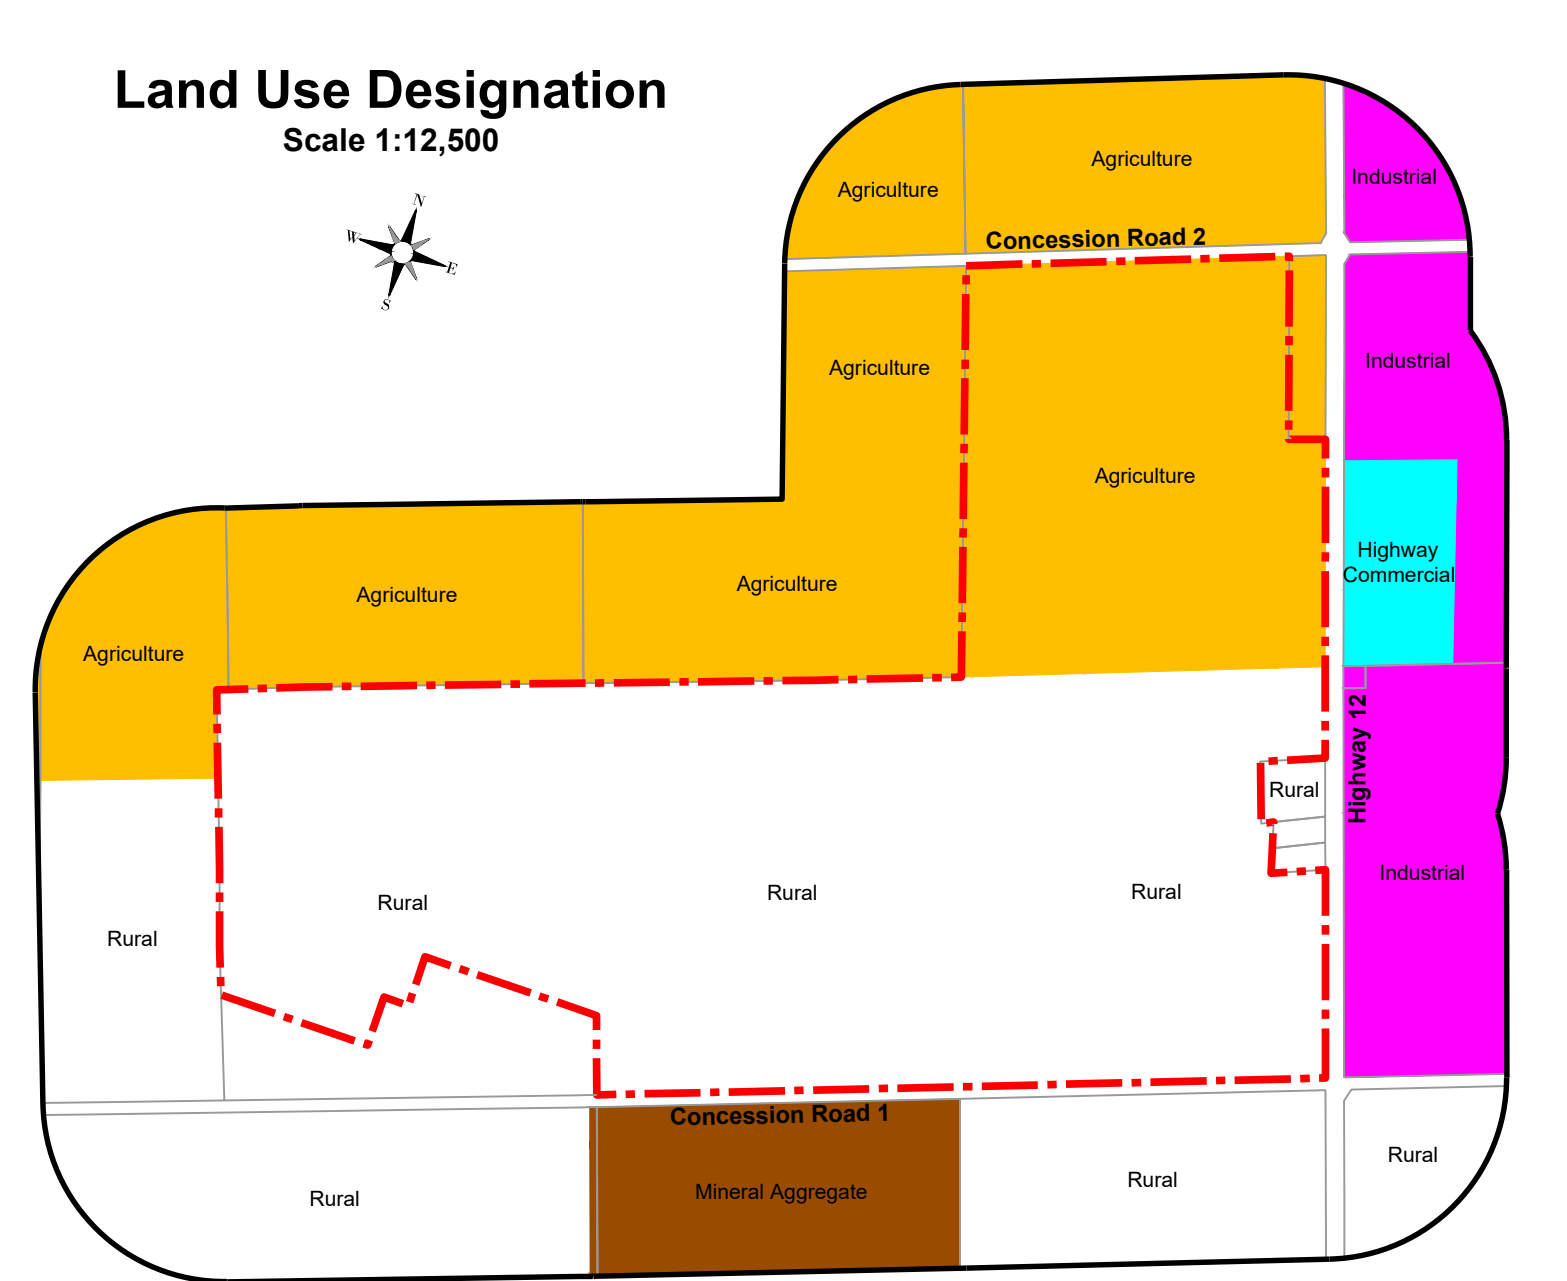 Land Use Designation
Scale 1:12,500
N
W
E
S
Agriculture
Industrial
Agriculture
Concession Road 2
Industrial
Agriculture
Agriculture
Highway
Commercial
Agriculture
Agriculture
Agriculture
Highway 12
Rural
Industrial
Rural
Rural
Rural
Rural
Concession Road 1
Rural
Rural
Mineral Aggregate
Rural